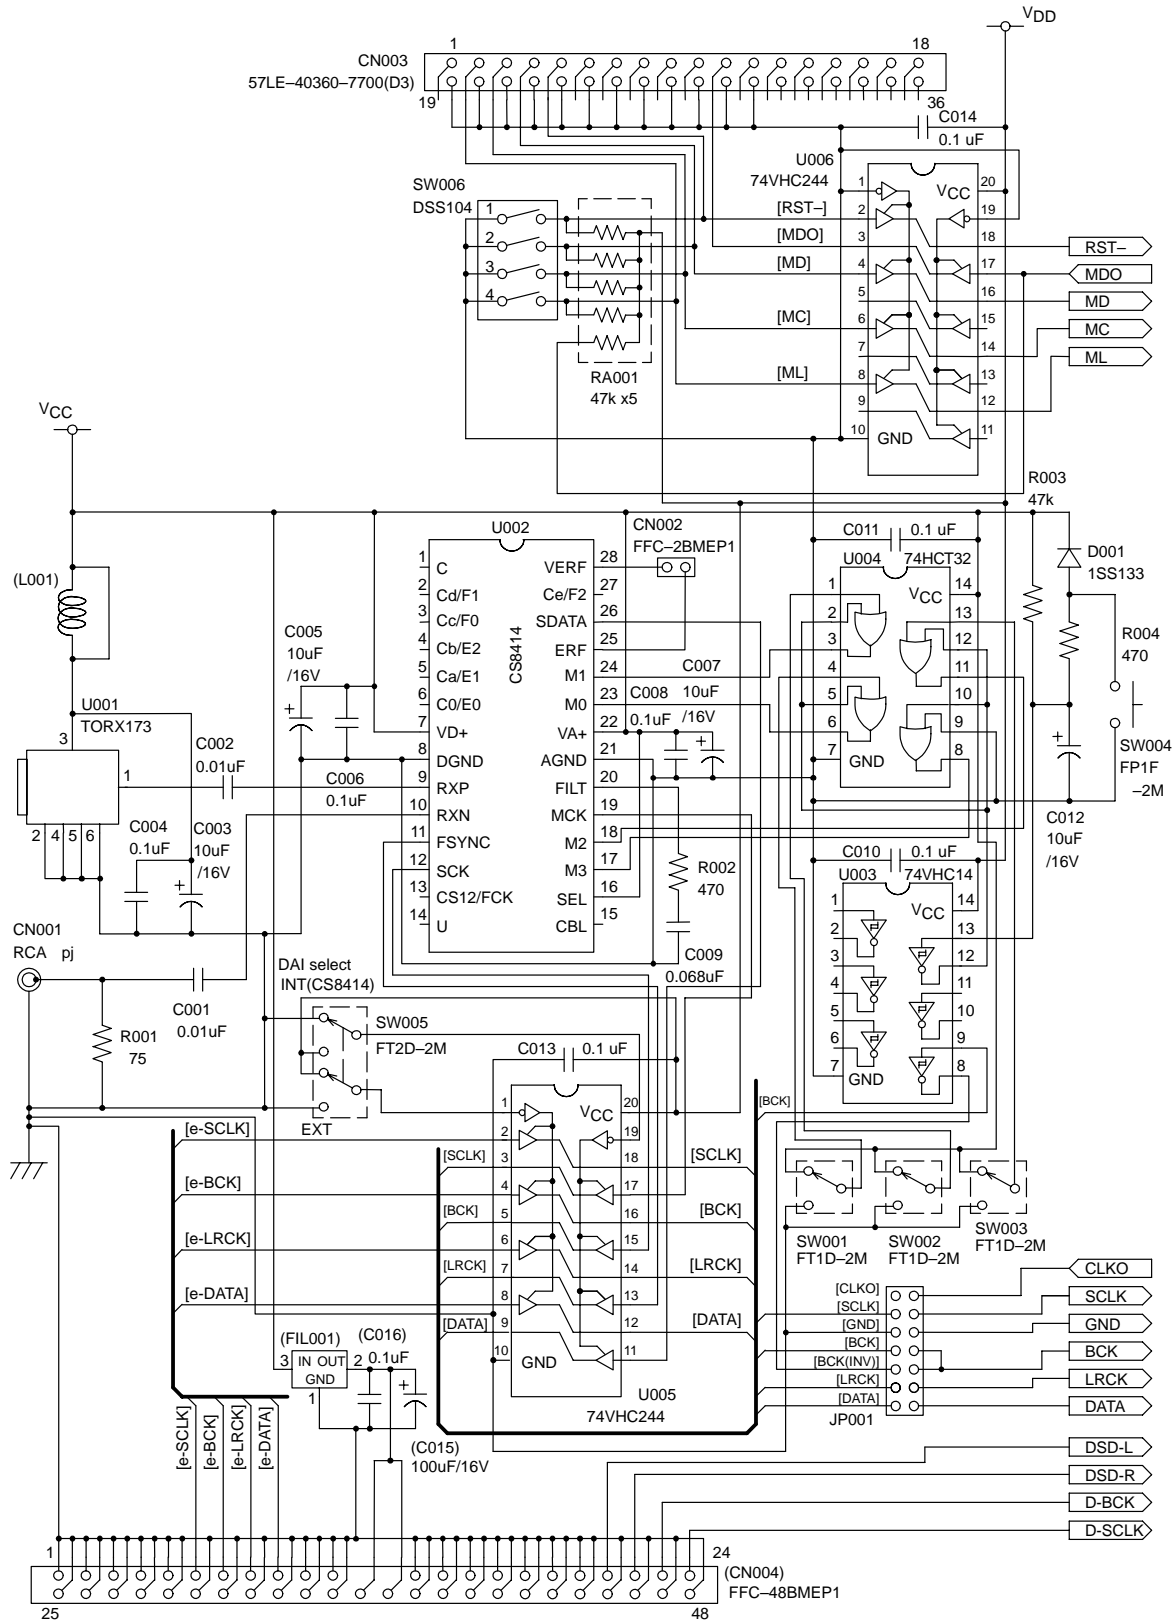 VDD
1
18
CN003
57LE–40360–7700(D3)
19
36
C014
0.1 uF
U006
74VHC244
SW006
DSS104
1
2
3
4
RA001
47k x5
[RST–]
[MDO]
[MD]
[MC]
[ML]
1
2
3
4
5
6
7
8
9
10
GND
VCC
20
19
18
17
16
15
14
13
12
11
RST–
MDO
MD
MC
ML
VCC
(L001)
U001
TORX173
3
1
2 4 5 6
C002
0.01uF
C004
0.1uF
C003
10uF
/16V
+
C005
10uF
/16V
+
C006
0.1uF
U002
CS8414
1 C
2 Cd/F1
3 Cc/F0
4 Cb/E2
5 Ca/E1
6 C0/E0
7 VD+
8 DGND
9 RXP
10 RXN
11 FSYNC
12 SCK
13 CS12/FCK
14 U
VERF 28
Ce/F2 27
SDATA 26
ERF 25
M1 24
M0 23
VA+ 22
AGND 21
FILT 20
MCK 19
M2 18
M3 17
SEL 16
CBL 15
CN002
FFC–2BMEP1
C007
10uF
/16V
+
C008
0.1uF
R002
470
C009
0.068uF
C011
0.1 uF
U004
74HCT32
1
2
3
4
5
6
7
GND
VCC
14
13
12
11
10
9
8
R003
47k
D001
1SS133
R004
470
SW004
FP1F
–2M
+
C012
10uF
/16V
C010
0.1 uF
U003
74VHC14
1
2
3
4
5
6
7
GND
VCC
14
13
12
11
10
9
8
CN001
RCA pj
C001
0.01uF
R001
75
DAI select
INT(CS8414)
SW005
FT2D–2M
EXT
C013
0.1 uF
1
2
3
4
5
6
7
8
9
10
GND
VCC
20
19
18
17
16
15
14
13
12
11
U005
74VHC244
[e-SCLK]
[e-BCK]
[e-LRCK]
[e-DATA]
[SCLK]
[BCK]
[LRCK]
[DATA]
[SCLK]
[BCK]
[LRCK]
[DATA]
[BCK]
SW001
FT1D–2M
SW002
FT1D–2M
SW003
FT1D–2M
[CLKO]
[SCLK]
[GND]
[BCK]
[BCK(INV)]
[LRCK]
[DATA]
JP001
CLKO
SCLK
GND
BCK
LRCK
DATA
(FIL001)
3
IN OUT
GND
2
1
(C016)
0.1uF
+
(C015)
100uF/16V
[e-SCLK]
[e-BCK]
[e-LRCK]
[e-DATA]
DSD-L
DSD-R
D-BCK
D-SCLK
1
24
(CN004)
FFC–48BMEP1
25
48